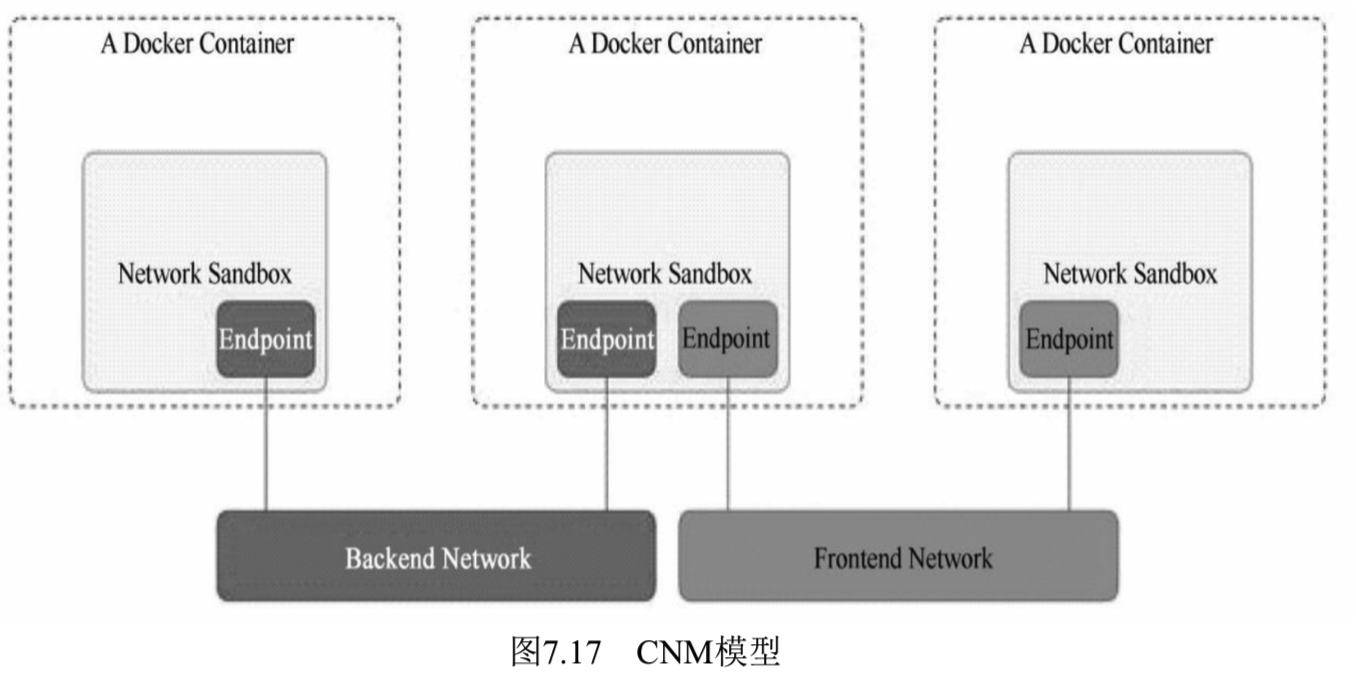 A Docker Container
A Docker Container
A Docker Container
Network Sandbox
Network Sandbox
Network Sandbox
Endpoint
Endpoint
Endpoint
Endpoint
Backend Network
Frontend Network
图7.17 CNM模型